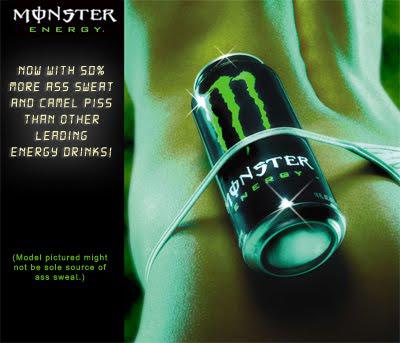 MONSTER
ENERGY
NOW WITH 50%
MORE ASS SWEAT
AND CAMEL PISS
THAN OTHER
LEADING
ENERGY DRINKS!
(Model pictured might
not be sole source of
ass sweat.)
MONSTER
ENERGY